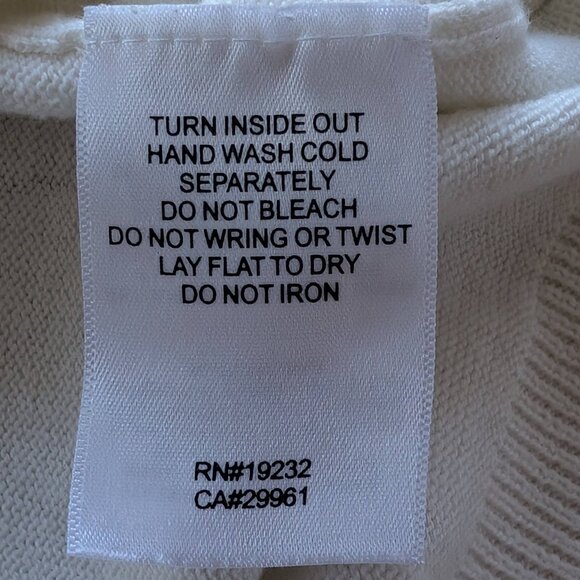 TURN INSIDE OUT
HAND WASH COLD
SEPARATELY
DO NOT BLEACH
DO NOT WRING OR TWIST
LAY FLAT TO DRY
DO NOT IRON
RN#19232
CA#29961